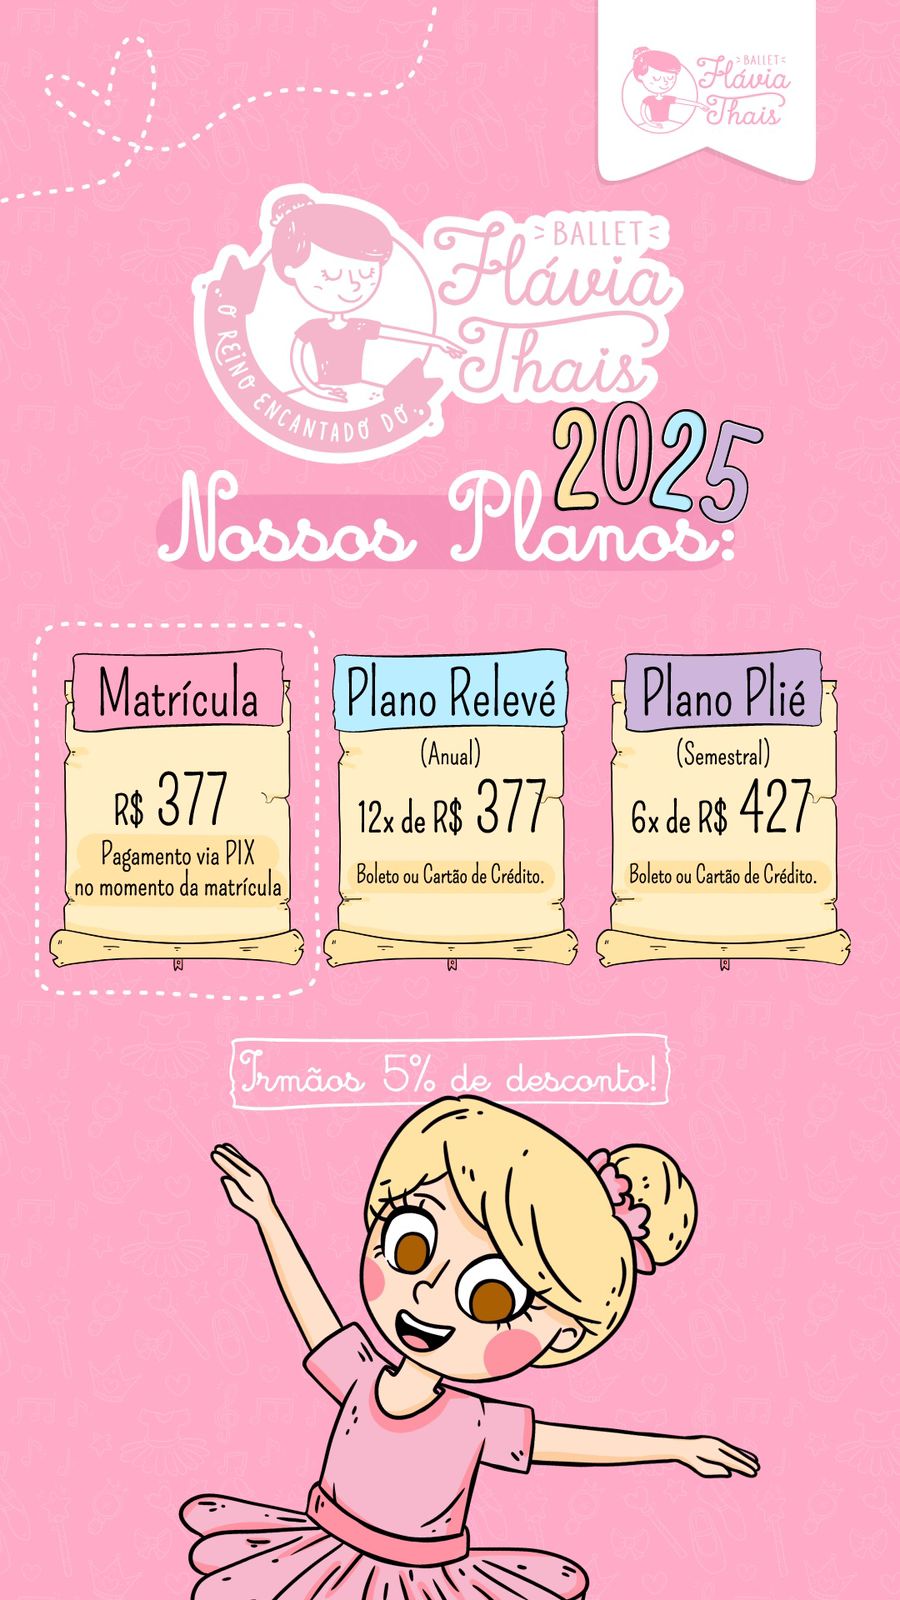 BALLET
Flávia
Thais
BALLET
Flávia
Thais
O REINO ENCANTADO DO...
2025
Nossos Planos:
Matrícula
R$ 377
Pagamento via PIX
no momento da matrícula
Plano Relevé
(Anual)
12x de R$ 377
Boleto ou Cartão de Crédito.
Plano Plié
(Semestral)
6x de R$ 427
Boleto ou Cartão de Crédito.
Irmãos 5% de desconto!